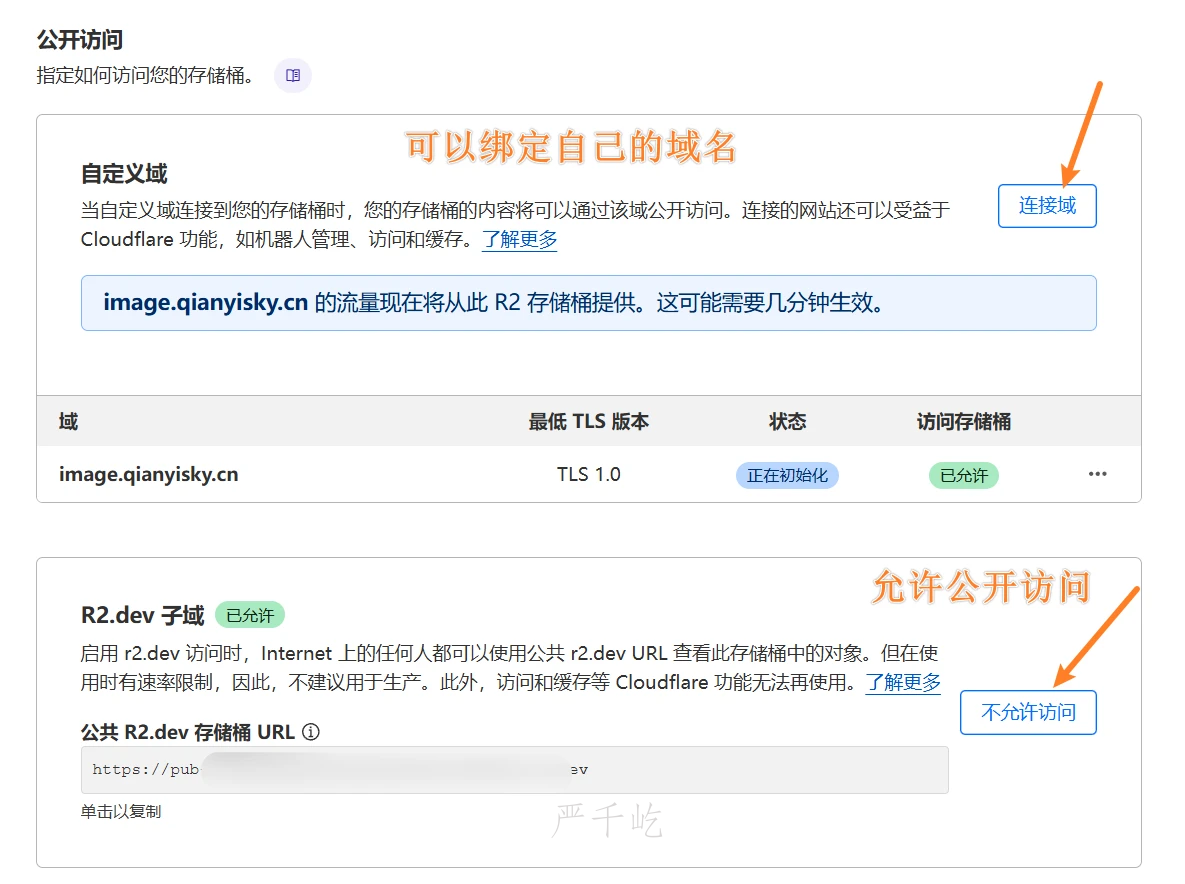 公开访问
指定如何访问您的存储桶。
可以绑定自己的域名
自定义域
当自定义域连接到您的存储桶时，您的存储桶的内容将可以通过该域公开访问。连接的网站还可以受益于
Cloudflare 功能，如机器人管理、访问和缓存。了解更多
连接域
image.qianyisky.cn 的流量现在将从此 R2 存储桶提供。这可能需要几分钟生效。
域 最低 TLS 版本 状态 访问存储桶
image.qianyisky.cn TLS 1.0 正在初始化 已允许 ···
允许公开访问
R2.dev 子域 已允许
启用 r2.dev 访问时，Internet 上的任何人都可以使用公共 r2.dev URL 查看此存储桶中的对象。但在使
用时有速率限制，因此，不建议用于生产。此外，访问和缓存等 Cloudflare 功能无法再使用。了解更多
不允许访问
公共 R2.dev 存储桶 URL
https://pub- ev
单击以复制
严千屹